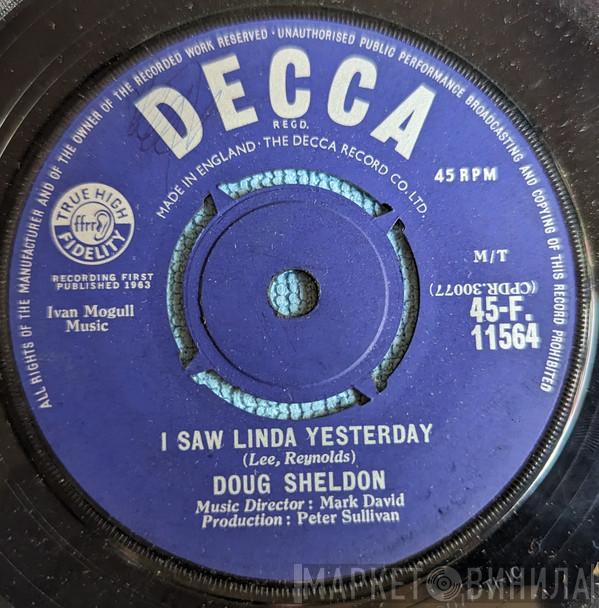 ALL RIGHTS OF THE MANUFACTURER AND OF THE OWNER OF THE RECORDED WORK RESERVED · UNAUTHORISED PUBLIC PERFORMANCE BROADCASTING AND COPYING OF THIS RECORD PROHIBITED
DECCA
REGD.
MADE IN ENGLAND · THE DECCA RECORD CO. LTD.
45 RPM
TRUE HIGH
ffrr
FIDELITY
RECORDING FIRST
PUBLISHED 1963
Ivan Mogull
Music
M/T
(CPDR.30077)
45-F.
11564
I SAW LINDA YESTERDAY
(Lee, Reynolds)
DOUG SHELDON
Music Director : Mark David
Production : Peter Sullivan
МАРКЕТ ВИНИЛА